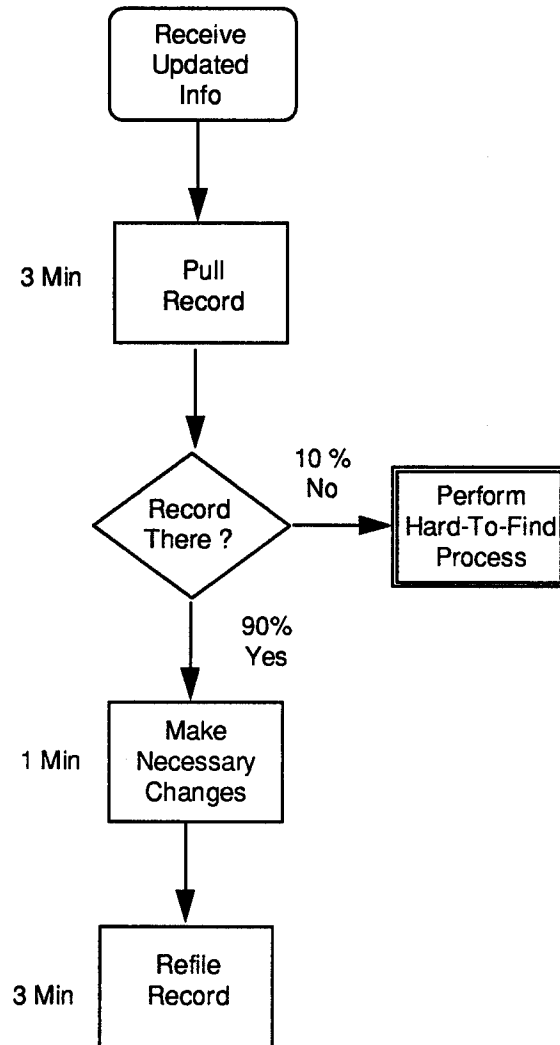 Receive
Updated
Info
3 Min
Pull
Record
Record
There ?
10 %
No
Perform
Hard-To-Find
Process
90%
Yes
1 Min
Make
Necessary
Changes
3 Min
Refile
Record